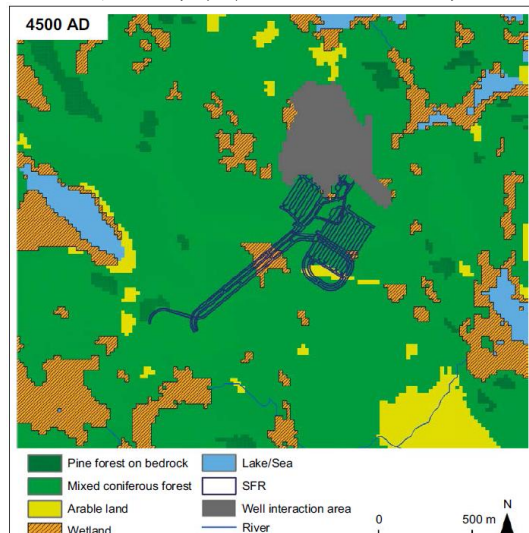 4500 AD
Pine forest on bedrock
Mixed coniferous forest
Arable land
Wetland
Lake/Sea
SFR
Well interaction area
River
N
0 500 m